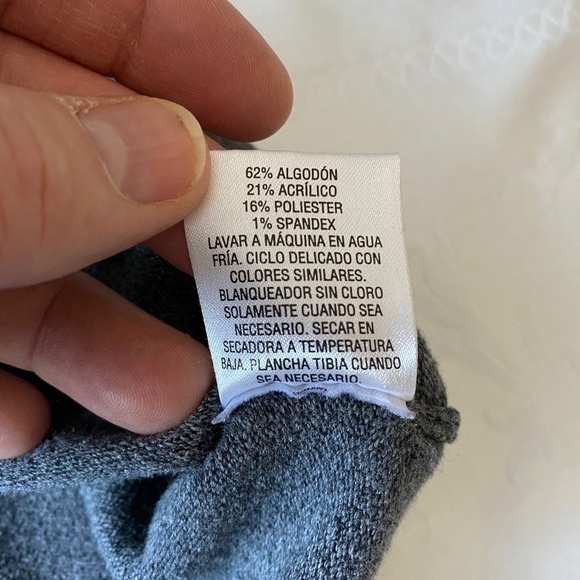 62% ALGODÓN
21% ACRÍLICO
16% POLIESTER
1% SPANDEX
LAVAR A MÁQUINA EN AGUA
FRÍA. CICLO DELICADO CON
COLORES SIMILARES.
BLANQUEADOR SIN CLORO
SOLAMENTE CUANDO SEA
NECESARIO. SECAR EN
SECADORA A TEMPERATURA
BAJA. PLANCHA TIBIA CUANDO
SEA NECESARIO.